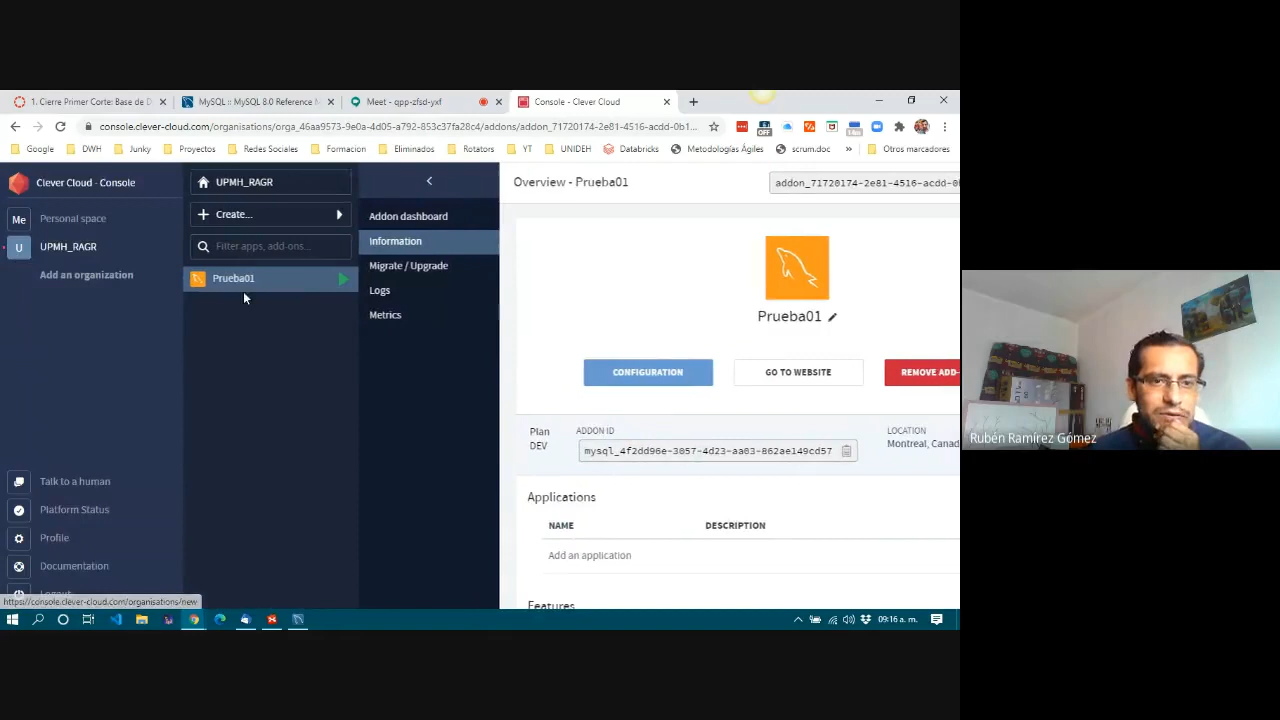 1. Cierre Primer Corte: Base de D
MySQL :: MySQL 8.0 Reference M
Meet - qpp-zfsd-yxf
Console - Clever Cloud
console.clever-cloud.com/organisations/orga_46aa9573-9e0a-4d05-a792-853c37fa28c4/addons/addon_71720174-2e81-4516-acdd-0b1...
OFF
Google
DWH
Junky
Proyectos
Redes Sociales
Formacion
Eliminados
Rotators
YT
UNIDEH
Databricks
Metodologías Ágiles
scrum.doc
»
Otros marcadores
Clever Cloud - Console
Me
Personal space
U
UPMH_RAGR
Add an organization
Talk to a human
Platform Status
Profile
Documentation
Logout
UPMH_RAGR
Create...
Filter apps, add-ons...
Prueba01
Addon dashboard
Information
Migrate / Upgrade
Logs
Metrics
Overview - Prueba01
addon_71720174-2e81-4516-acdd-0b
Prueba01
CONFIGURATION
GO TO WEBSITE
REMOVE ADD-
Plan
DEV
ADDON ID
mysql_4f2dd96e-3057-4d23-aa03-862ae149cd57
LOCATION
Montreal, Canad
Applications
NAME
DESCRIPTION
Add an application
Features
https://console.clever-cloud.com/organisations/new
09:16 a. m.
Rubén Ramírez Gómez